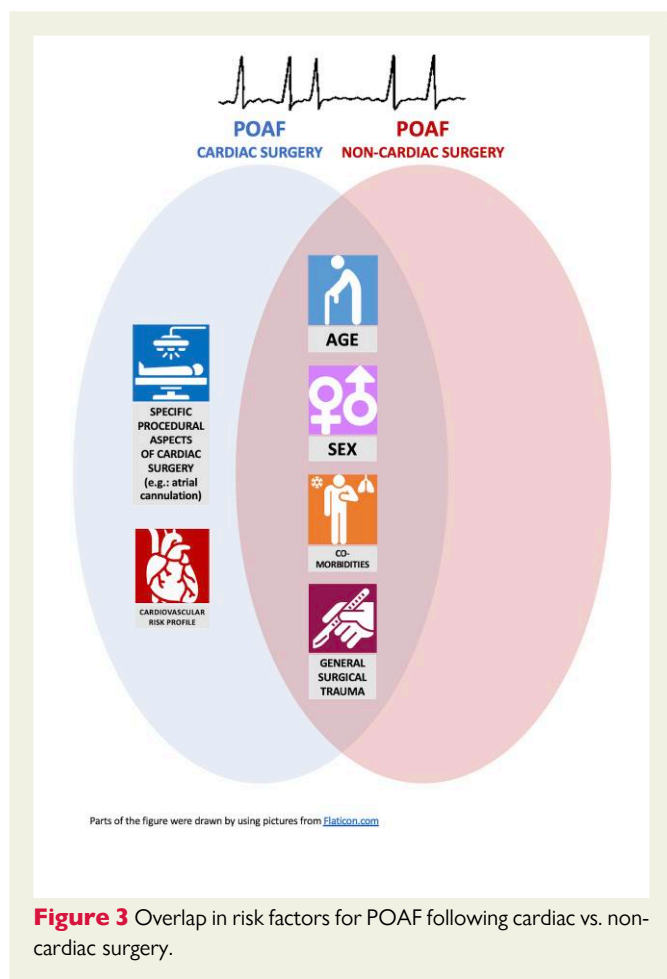 POAF
CARDIAC SURGERY
POAF
NON-CARDIAC SURGERY
AGE
SEX
CO-
MORBIDITIES
GENERAL
SURGICAL
TRAUMA
SPECIFIC
PROCEDURAL
ASPECTS
OF CARDIAC
SURGERY
(e.g.: atrial
cannulation)
CARDIOVASCULAR
RISK PROFILE
Parts of the figure were drawn by using pictures from Flaticon.com
Figure 3 Overlap in risk factors for POAF following cardiac vs. non-
cardiac surgery.